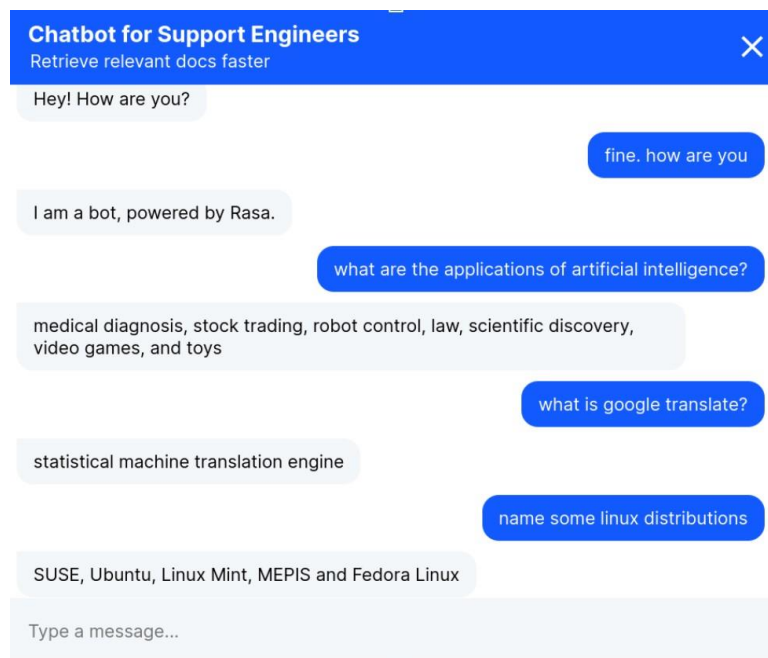 Chatbot for Support Engineers
Retrieve relevant docs faster
Hey! How are you?
fine. how are you
I am a bot, powered by Rasa.
what are the applications of artificial intelligence?
medical diagnosis, stock trading, robot control, law, scientific discovery,
video games, and toys
what is google translate?
statistical machine translation engine
name some linux distributions
SUSE, Ubuntu, Linux Mint, MEPIS and Fedora Linux
Type a message...